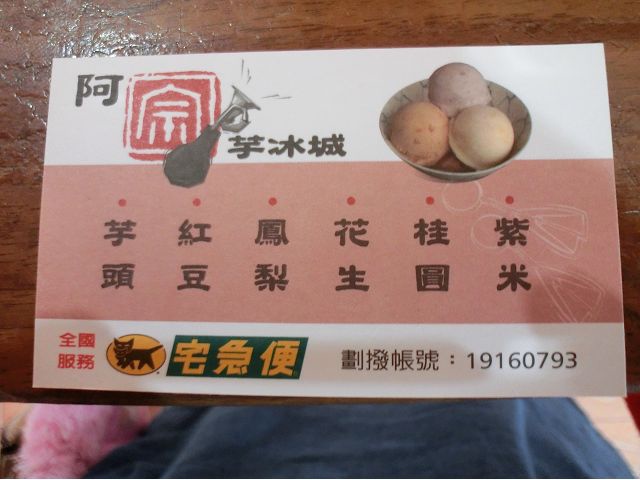 阿宗芋冰城
芋頭
紅豆
鳳梨
花生
桂圓
紫米
全國
服務
宅急便
劃撥帳號：19160793